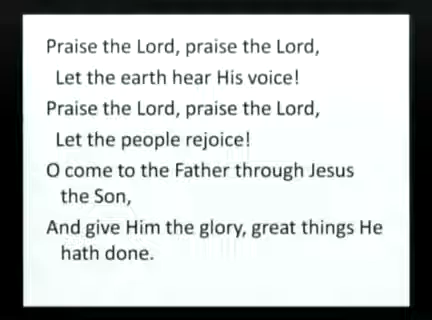 Praise the Lord, praise the Lord,
Let the earth hear His voice!
Praise the Lord, praise the Lord,
Let the people rejoice!
O come to the Father through Jesus
the Son,
And give Him the glory, great things He
hath done.